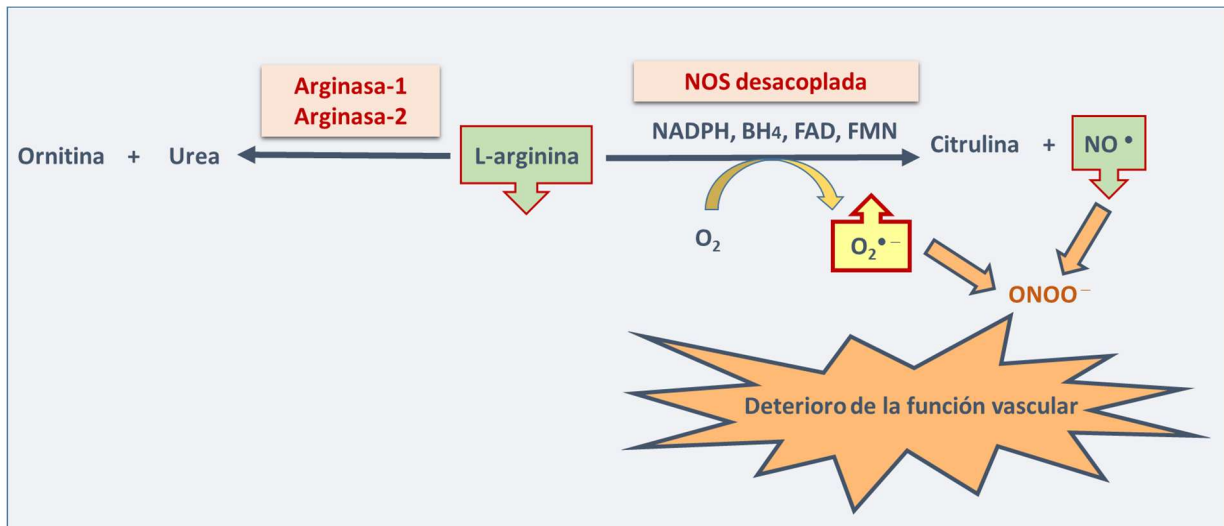 Arginasa-1
Arginasa-2
NOS desacoplada
NADPH, BH4, FAD, FMN
Ornitina + Urea
L-arginina
Citrulina + NO •
O₂
O₂•−
ONOO−
Deterioro de la función vascular